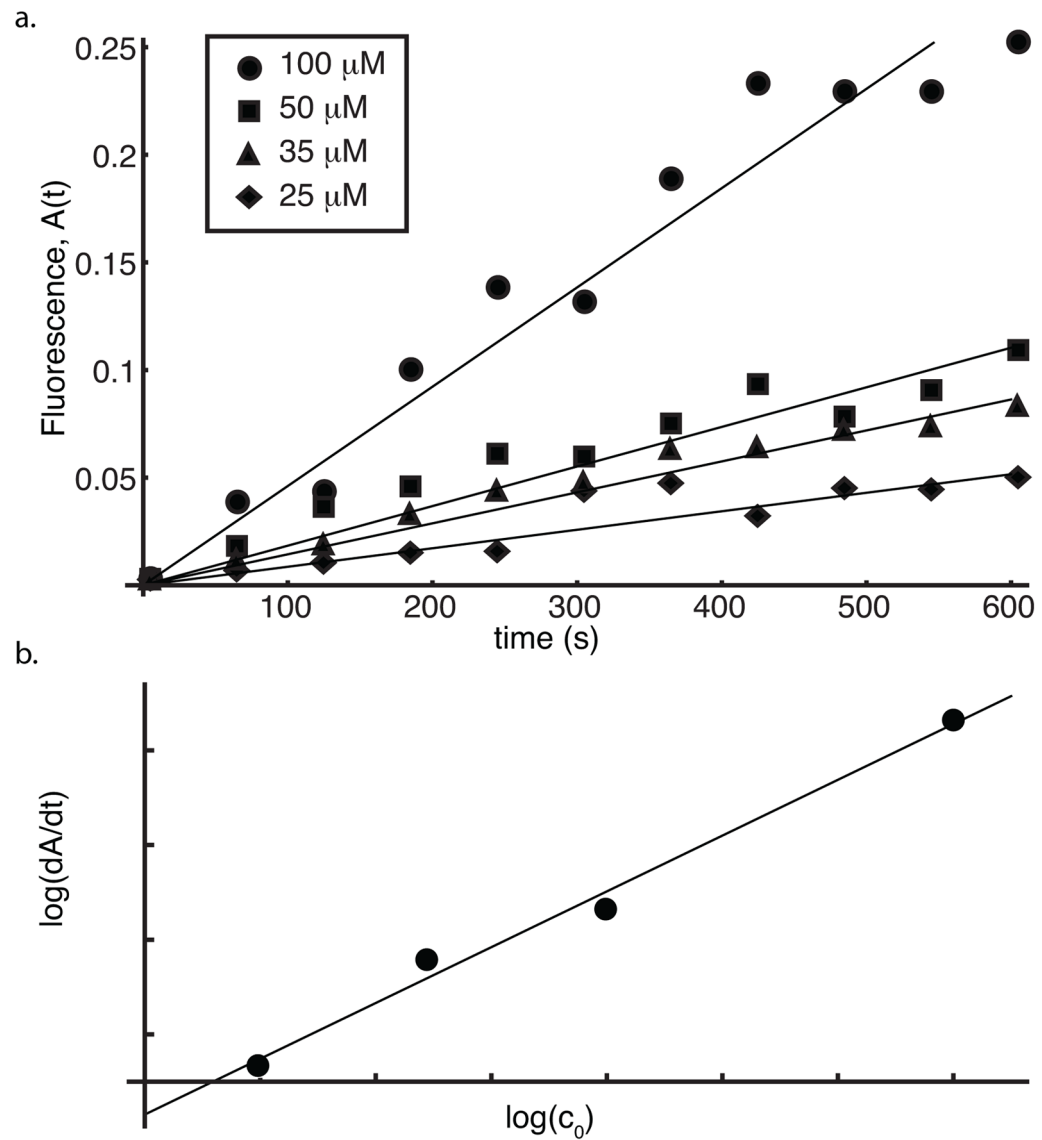 a.
0.25
0.2
0.15
0.1
0.05
Fluorescence, A(t)
100 μM
50 μM
35 μM
25 μM
100 200 300 400 500 600
time (s)
b.
log(dA/dt)
log(c₀)